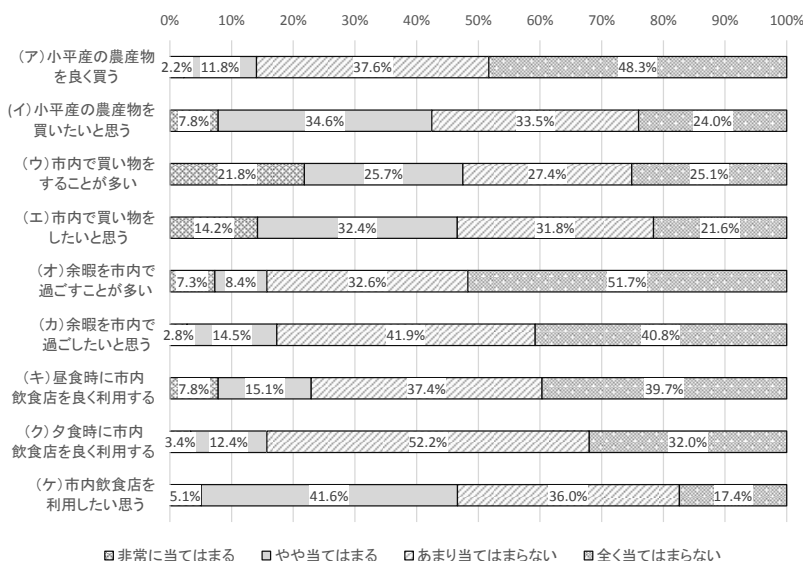 0% 10% 20% 30% 40% 50% 60% 70% 80% 90% 100%
(ア)小平産の農産物
を良く買う
2.2% 11.8% 37.6% 48.3%
(イ)小平産の農産物を
買いたいと思う
7.8% 34.6% 33.5% 24.0%
(ウ)市内で買い物を
することが多い
21.8% 25.7% 27.4% 25.1%
(エ)市内で買い物を
したいと思う
14.2% 32.4% 31.8% 21.6%
(オ)余暇を市内で
過ごすことが多い
7.3% 8.4% 32.6% 51.7%
(カ)余暇を市内で
過ごしたいと思う
2.8% 14.5% 41.9% 40.8%
(キ)昼食時に市内
飲食店を良く利用する
7.8% 15.1% 37.4% 39.7%
(ク)夕食時に市内
飲食店を良く利用する
3.4% 12.4% 52.2% 32.0%
(ケ)市内飲食店を
利用したい思う
5.1% 41.6% 36.0% 17.4%
非常に当てはまる やや当てはまる あまり当てはまらない 全く当てはまらない